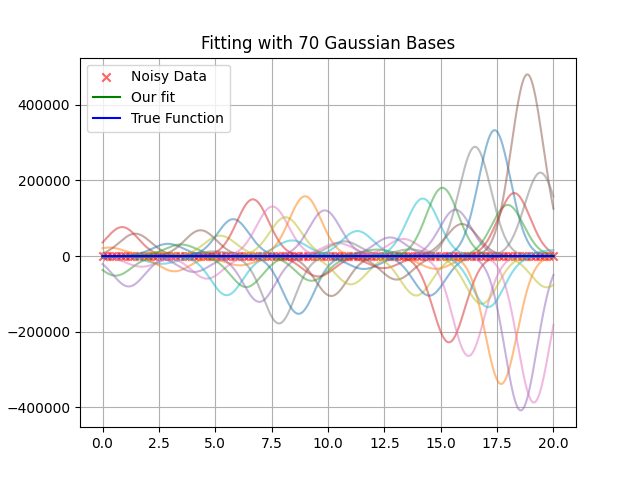 Fitting with 70 Gaussian Bases
Noisy Data
Our fit
True Function
400000
200000
0
−200000
−400000
0.0 2.5 5.0 7.5 10.0 12.5 15.0 17.5 20.0